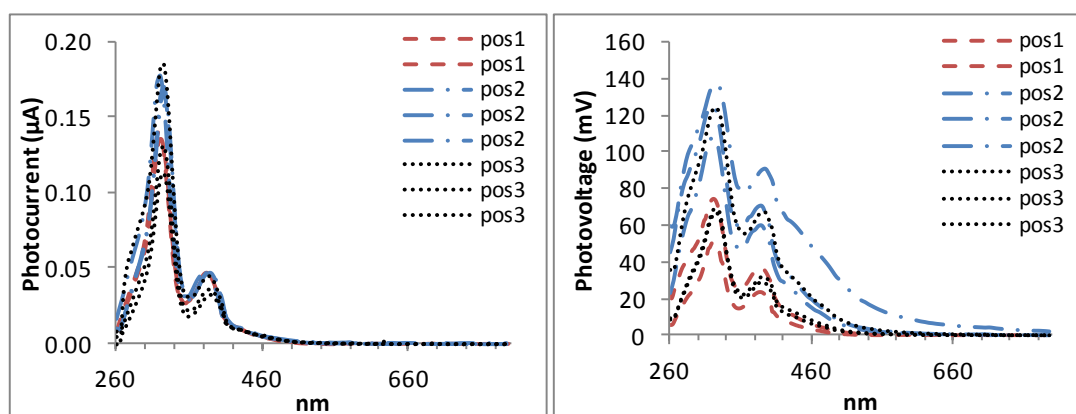 Photocurrent (µA)
0.20
0.15
0.10
0.05
0.00
260
460
660
nm
pos1
pos1
pos2
pos2
pos2
pos3
pos3
pos3
Photovoltage (mV)
160
140
120
100
80
60
40
20
0
260
460
660
nm
pos1
pos1
pos2
pos2
pos2
pos3
pos3
pos3